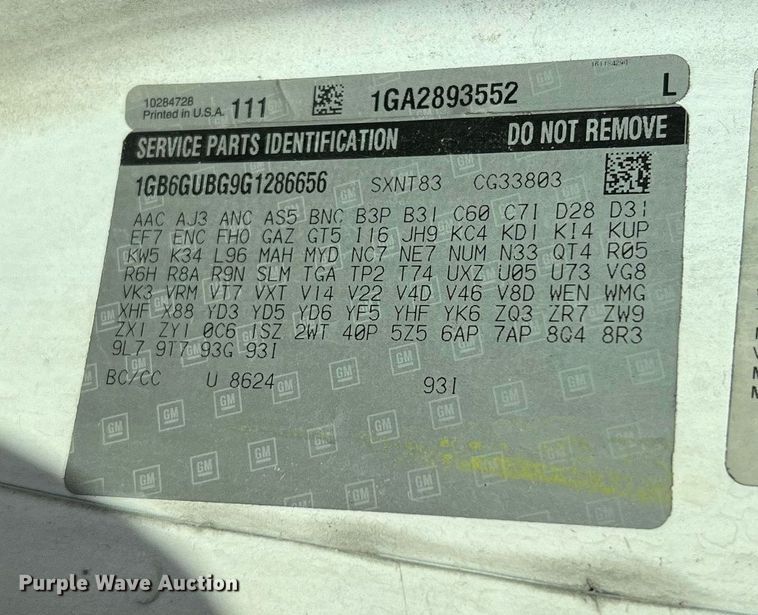 161184291
10284728
Printed in U.S.A. 111
1GA2893552
L
SERVICE PARTS IDENTIFICATION DO NOT REMOVE
1GB6GUBG9G1286656 SXNT83 CG33803
AAC AJ3 ANC AS5 BNC B3P B3I C60 C7I D28 D3I
EF7 ENC FHO GAZ GT5 I16 JH9 KC4 KDI KI4 KUP
KW5 K34 L96 MAH MYD NC7 NE7 NUM N33 QT4 R05
R6H R8A R9N SLM TGA TP2 T74 UXZ U05 U73 VG8
VK3 VRM VT7 VXT VI4 V22 V4D V46 V8D WEN WMG
XHF X88 YD3 YD5 YD6 YF5 YHF YK6 ZQ3 ZR7 ZW9
ZXI ZYI 0C6 ISZ 2WT 40P 5Z5 6AP 7AP 8Q4 8R3
9L7 9T7 93G 93I
BC/CC U 8624 93I
Purple Wave Auction